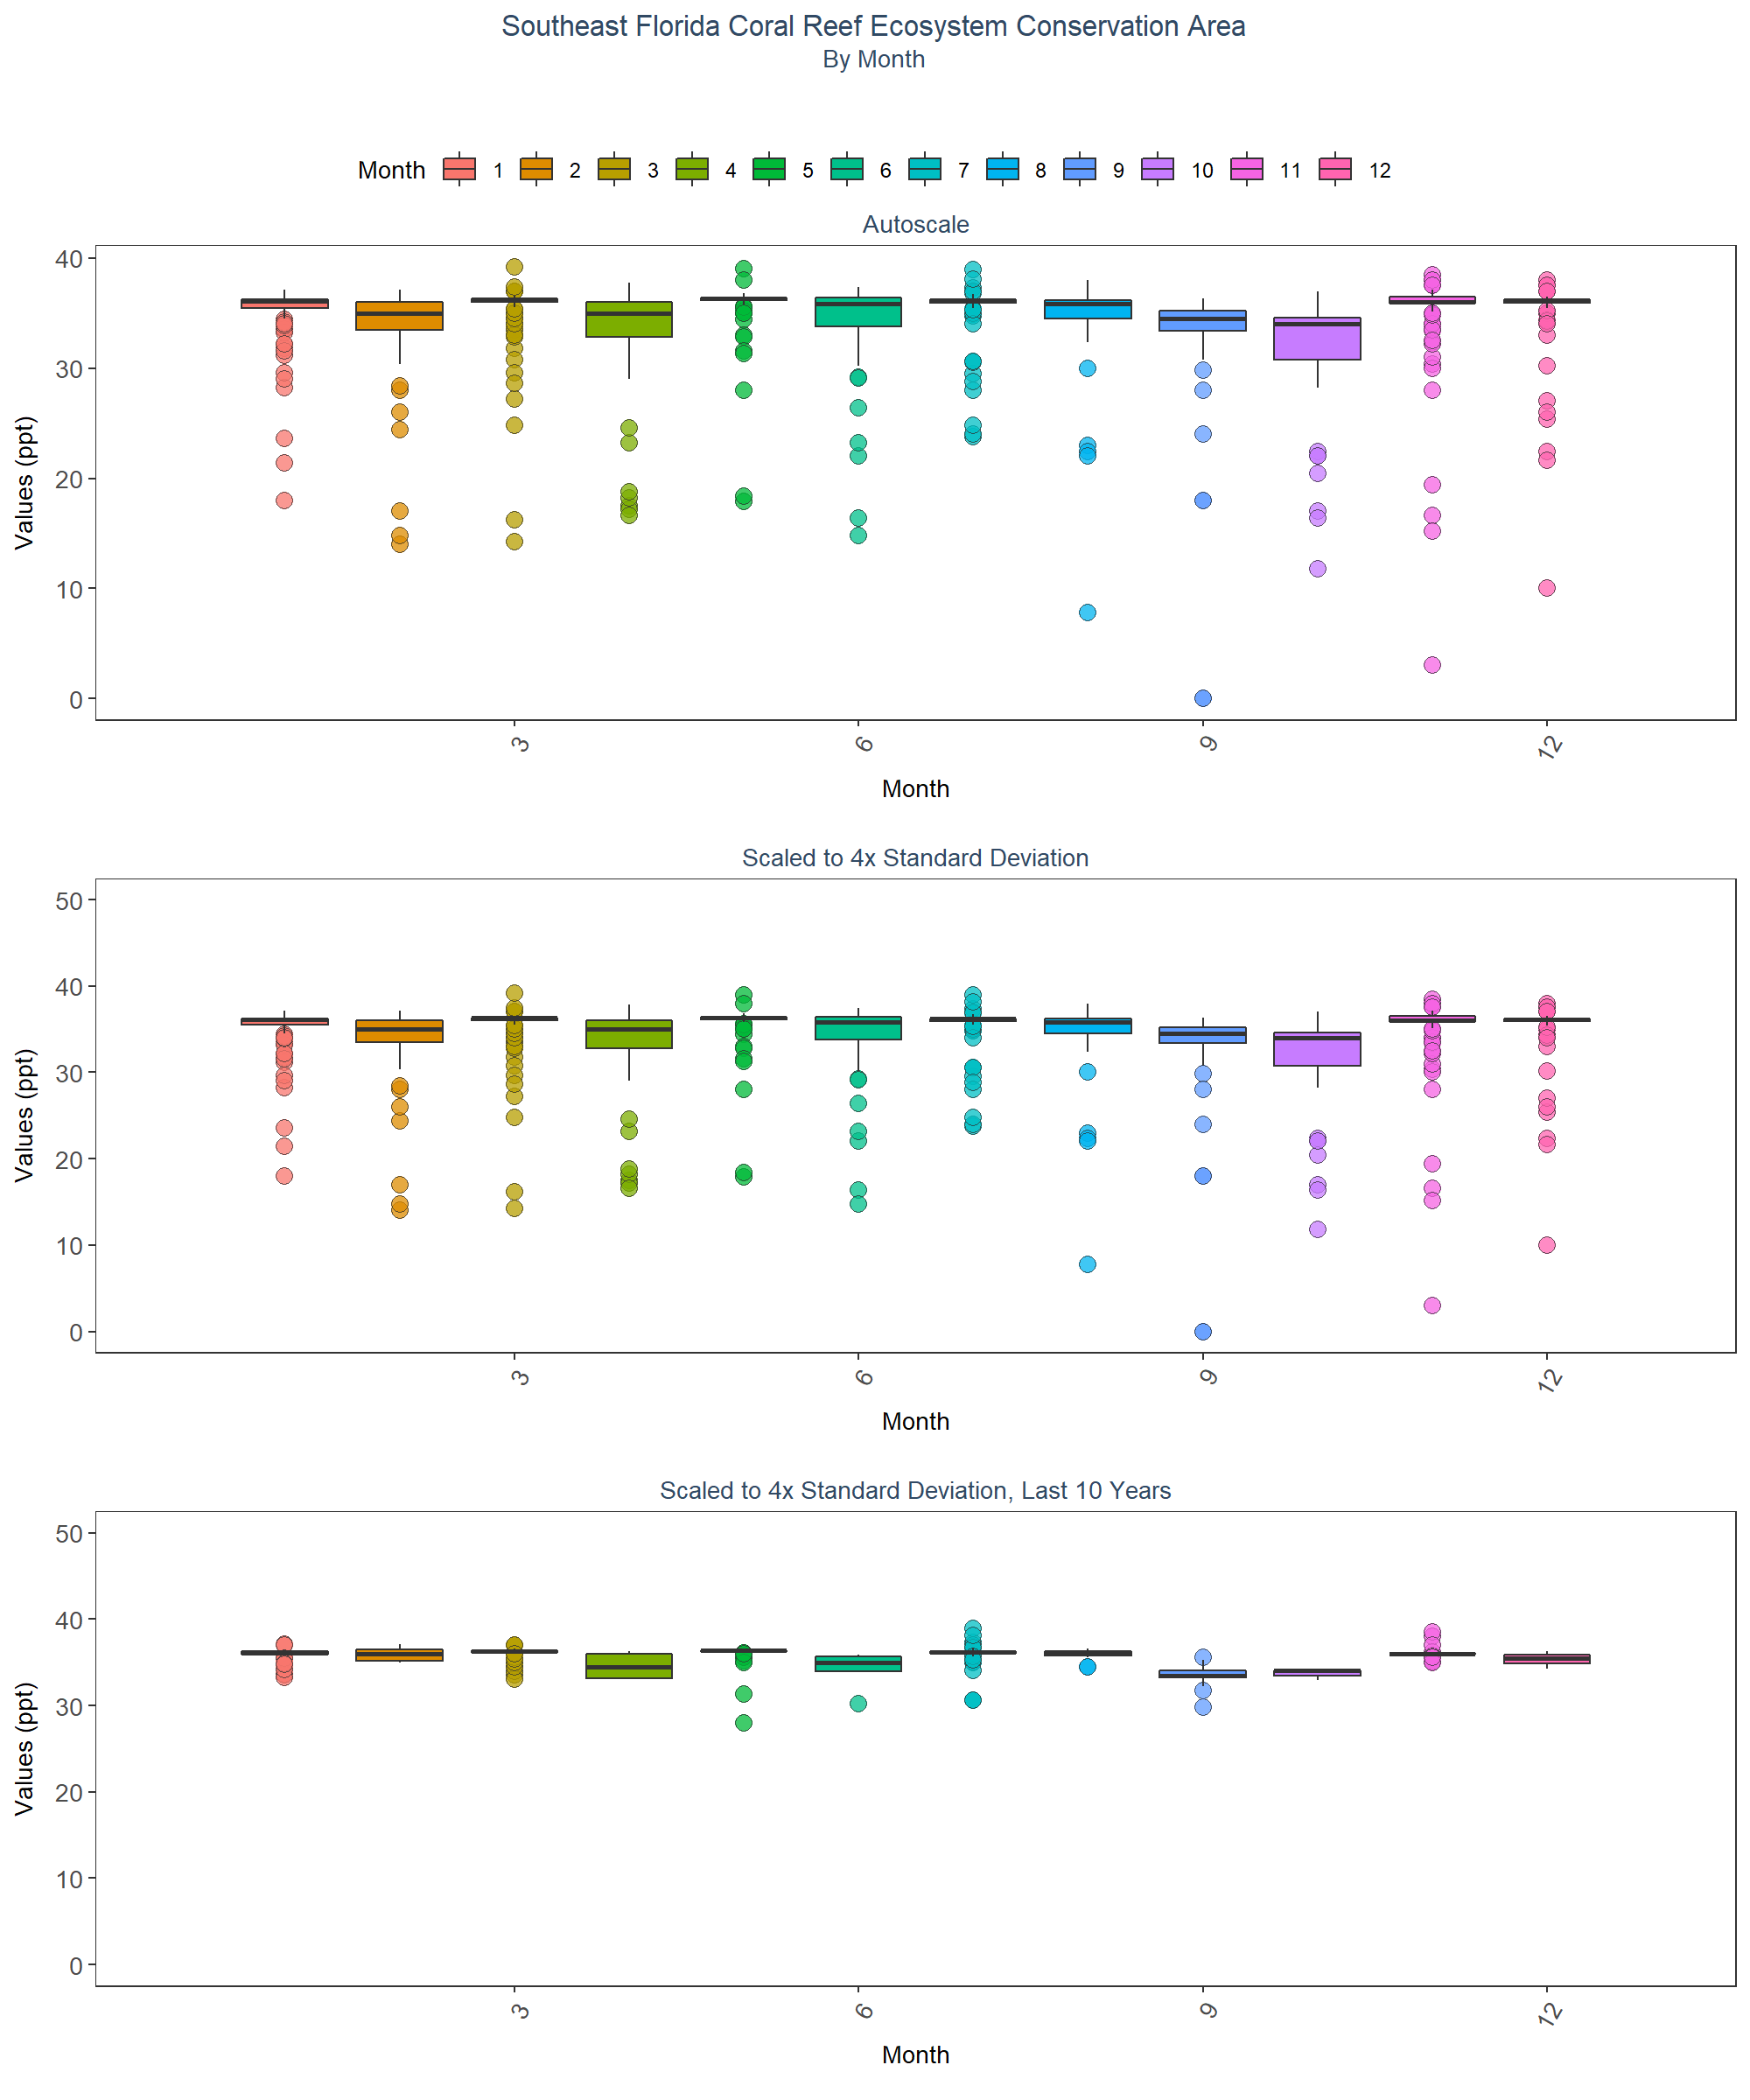 Southeast Florida Coral Reef Ecosystem Conservation Area
By Month
Month 1 2 3 4 5 6 7 8 9 10 11 12
Autoscale
40
30
20
10
0
Values (ppt)
3 6 9 12
Month
Scaled to 4x Standard Deviation
50
40
30
20
10
0
Values (ppt)
3 6 9 12
Month
Scaled to 4x Standard Deviation, Last 10 Years
50
40
30
20
10
0
Values (ppt)
3 6 9 12
Month